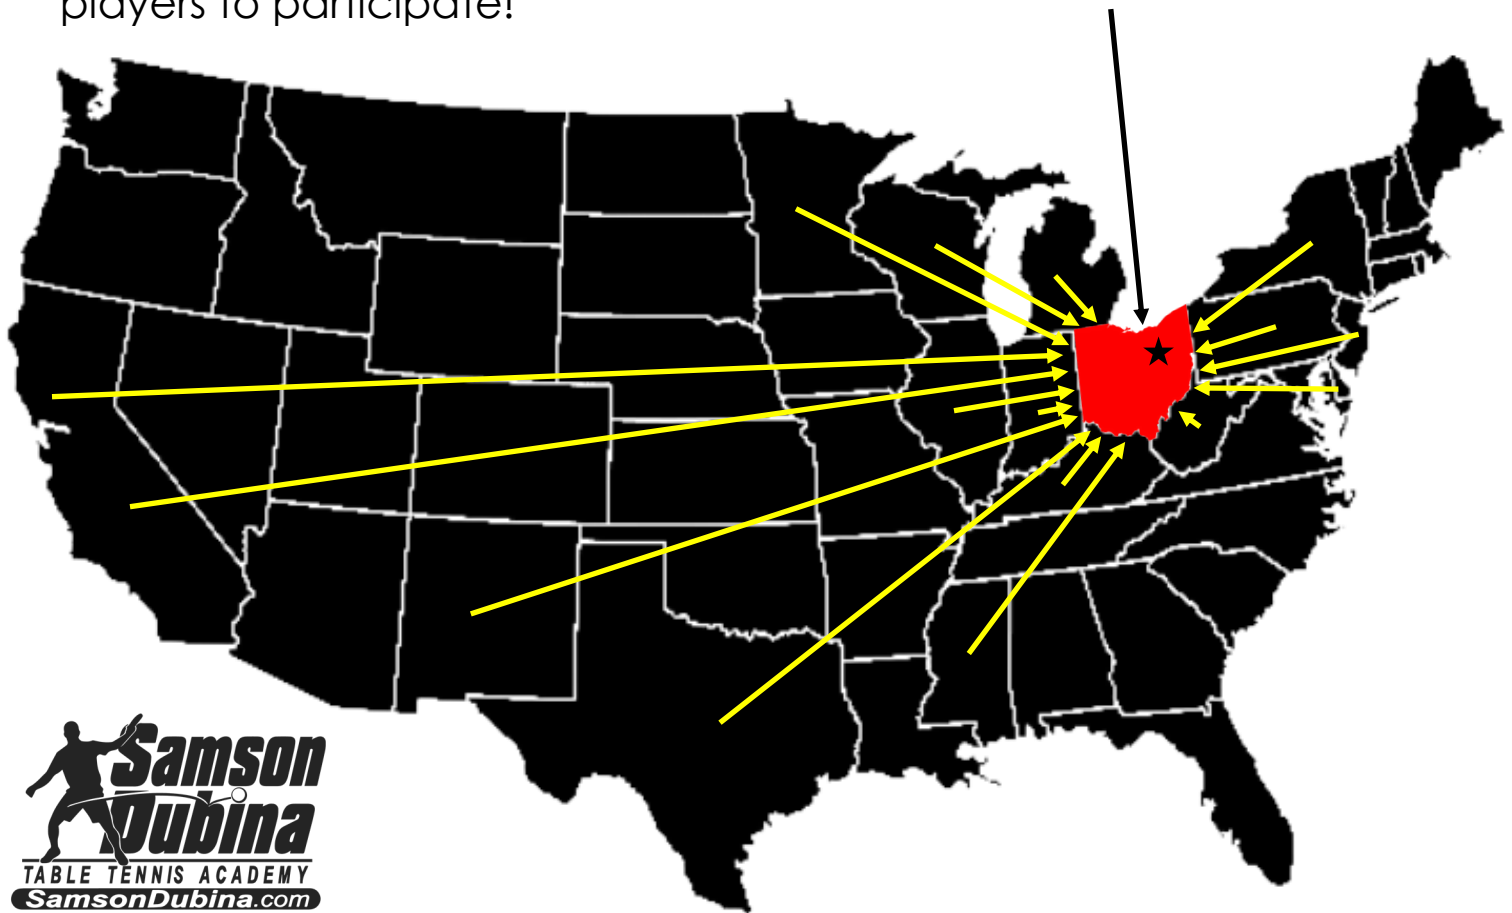 players to participate!
Samson
Dubina
TABLE TENNIS ACADEMY
SamsonDubina.com